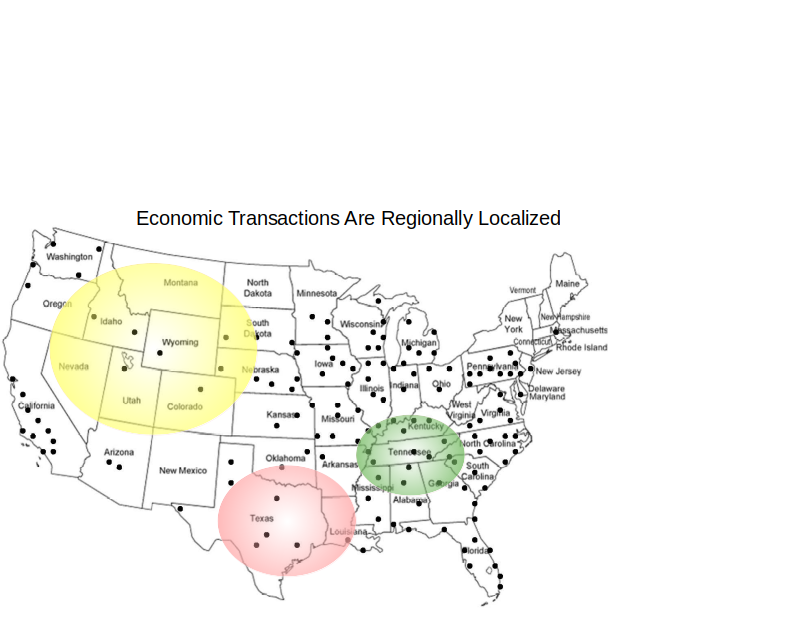 Economic Transactions Are Regionally Localized
Washington
Oregon
Idaho
Montana
Wyoming
Nevada
Utah
Colorado
California
Arizona
New Mexico
North
Dakota
South
Dakota
Nebraska
Kansas
Oklahoma
Texas
Minnesota
Iowa
Missouri
Arkansas
Louisiana
Wisconsin
Illinois
Michigan
Indiana
Ohio
Kentucky
Tennessee
Mississippi
Alabama
Georgia
Florida
South
Carolina
North Carolina
West
Virginia
Virginia
Pennsylvania
New
York
Vermont
Maine
New Hampshire
Massachusetts
Connecticut
Rhode Island
New Jersey
Delaware
Maryland